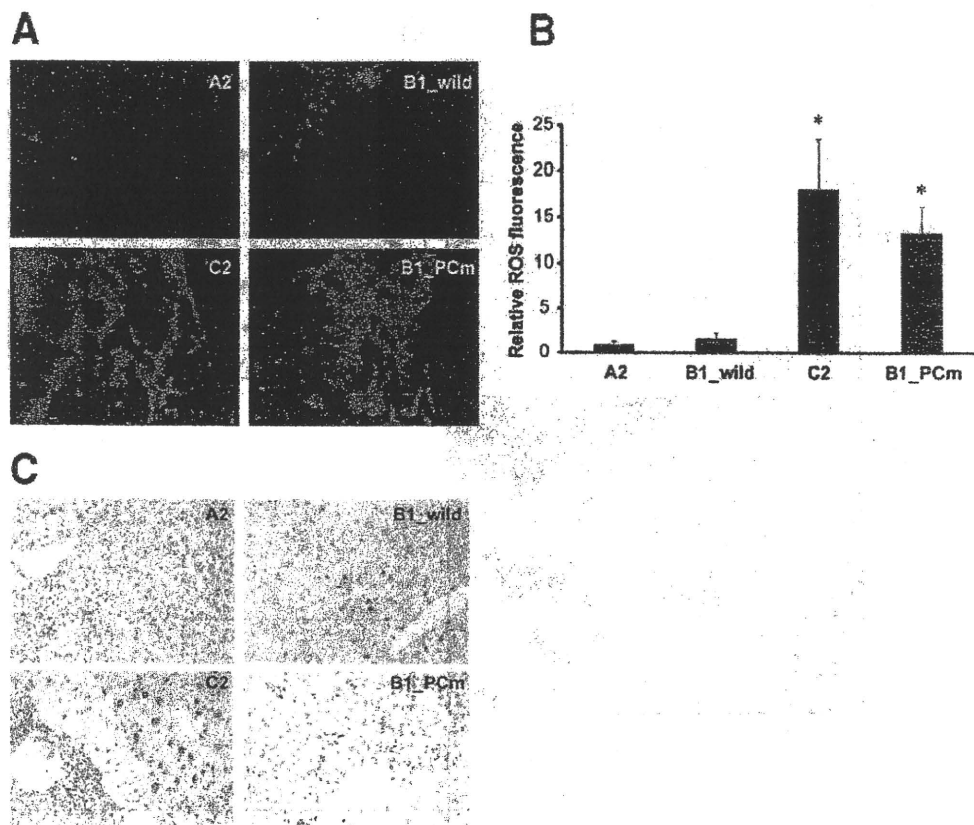 A
A2
B1_wild
C2
B1_PCm
B
Relative ROS fluorescence
25
20
15
10
5
0
*
*
A2
B1_wild
C2
B1_PCm
C
A2
B1_wild
C2
B1_PCm